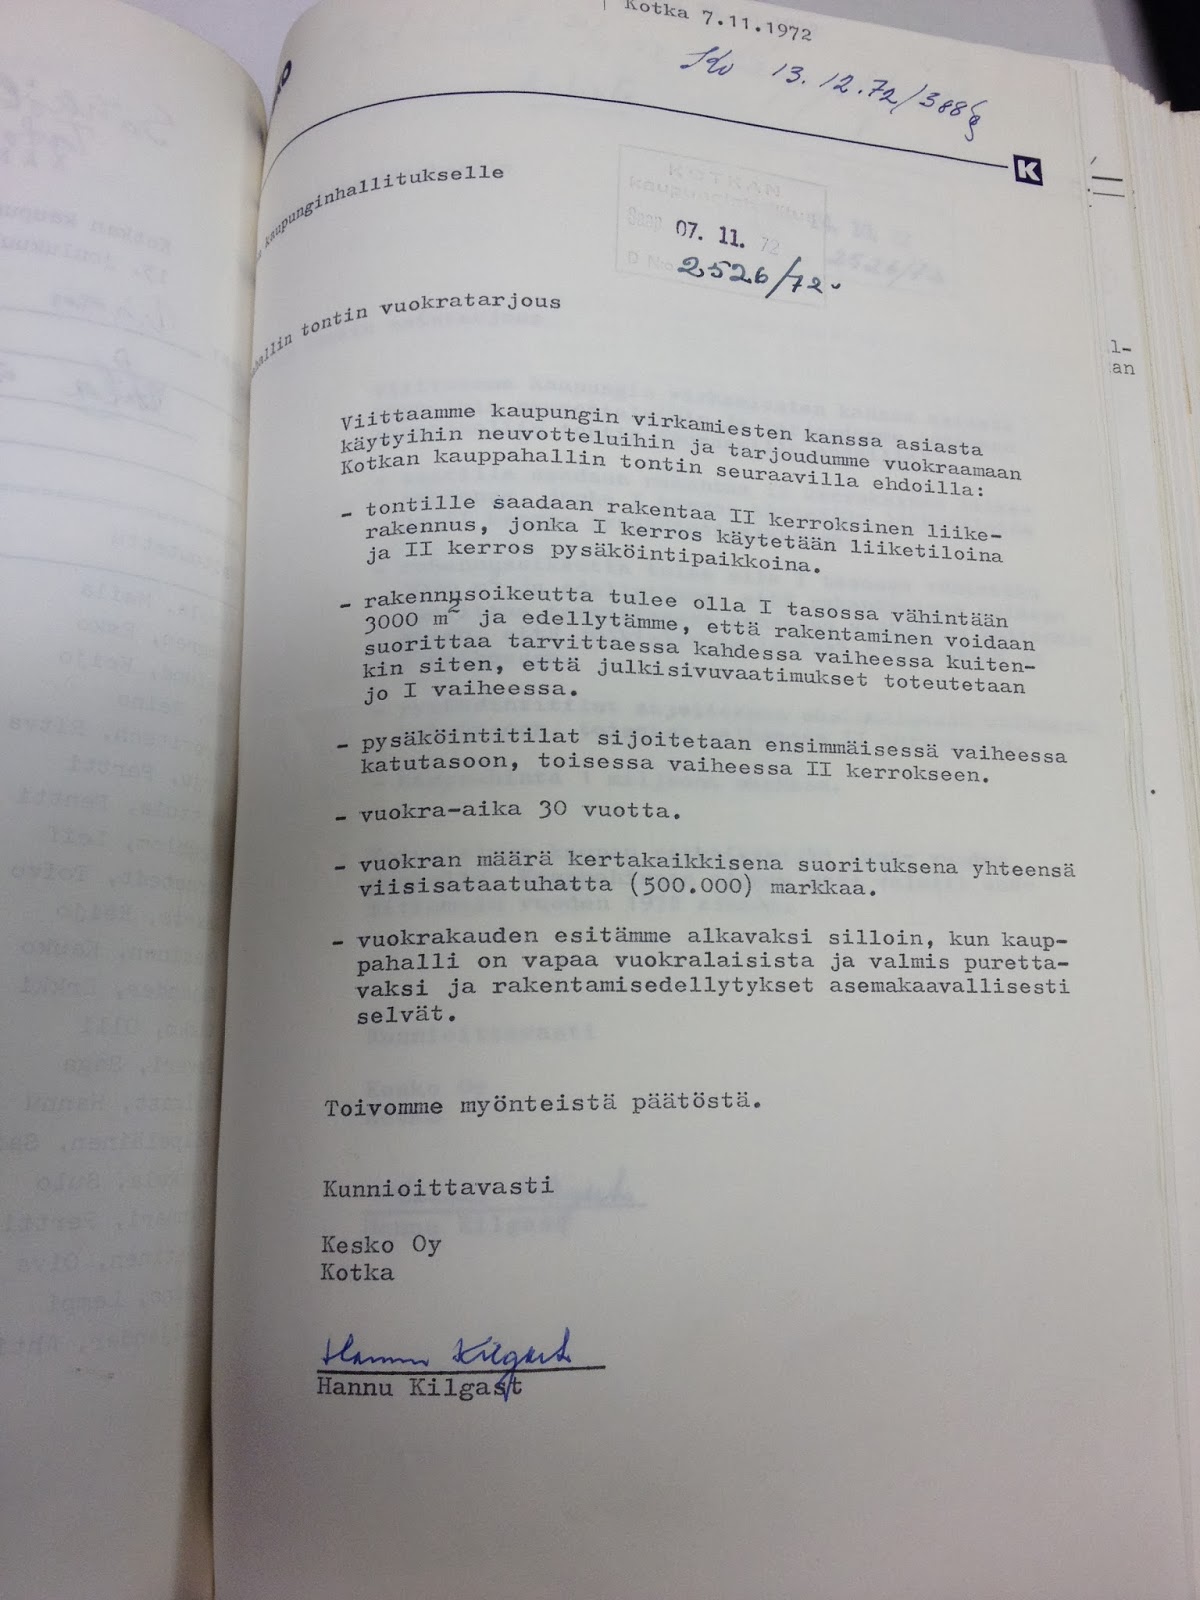 Kotka 7.11.1972
Kv 13.12.72/388§
K
kaupunginhallitukselle
KOTKAN
Saap 07. 11. 72
D N:o 2526/72.
tontin vuokratarjous
Viittaamme kaupungin virkamiesten kanssa asiasta
käytyihin neuvotteluihin ja tarjoudumme vuokraamaan
Kotkan kauppahallin tontin seuraavilla ehdoilla:
- tontille saadaan rakentaa II kerroksinen liike-
rakennus, jonka I kerros käytetään liiketiloina
ja II kerros pysäköintipaikkoina.
- rakennusoikeutta tulee olla I tasossa vähintään
3000 m2 ja edellytämme, että rakentaminen voidaan
suorittaa tarvittaessa kahdessa vaiheessa kuiten-
kin siten, että julkisivuvaatimukset toteutetaan
jo I vaiheessa.
- pysäköintitilat sijoitetaan ensimmäisessä vaiheessa
katutasoon, toisessa vaiheessa II kerrokseen.
- vuokra-aika 30 vuotta.
- vuokran määrä kertakaikkisena suorituksena yhteensä
viisisataatuhatta (500.000) markkaa.
- vuokrakauden esitämme alkavaksi silloin, kun kaup-
pahalli on vapaa vuokralaisista ja valmis puretta-
vaksi ja rakentamisedellytykset asemakaavallisesti
selvät.
Toivomme myönteistä päätöstä.
Kunnioittavasti
Kesko Oy
Kotka
Hannu Kilgast
Hannu Kilgast
l-
an